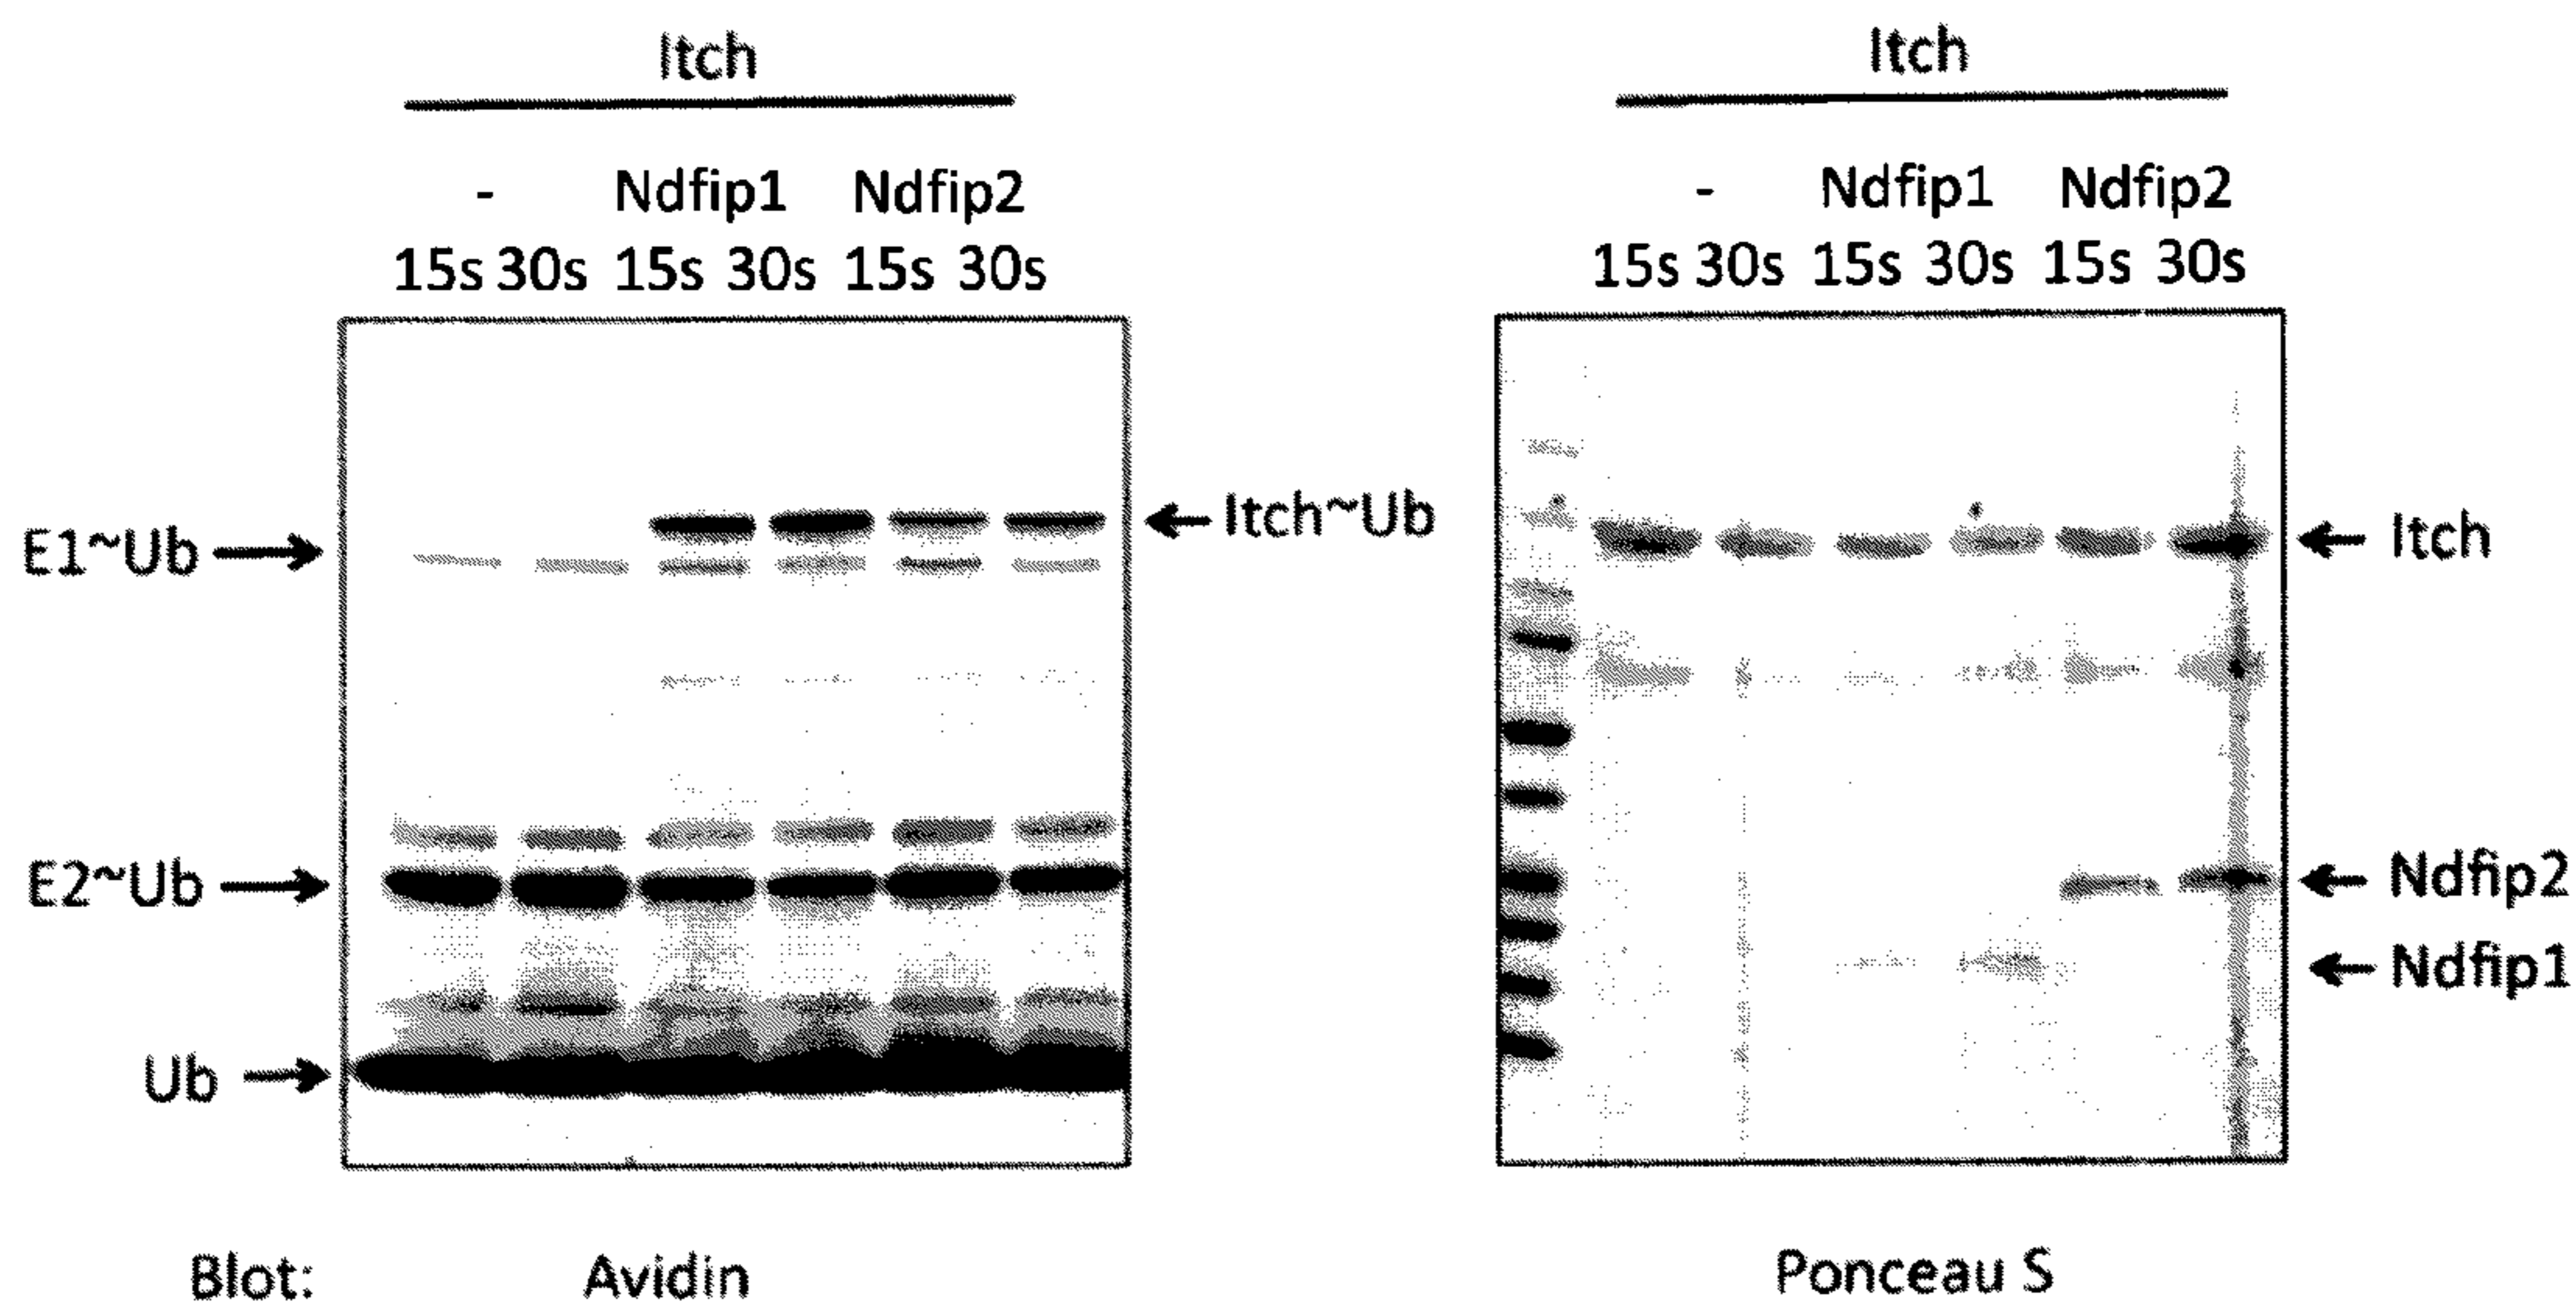 Itch
- Ndfip1 Ndfip2
15s 30s 15s 30s 15s 30s
E1~Ub
Itch~Ub
E2~Ub
Ub
Blot: Avidin
Itch
- Ndfip1 Ndfip2
15s 30s 15s 30s 15s 30s
Itch
Ndfip2
Ndfip1
Ponceau S